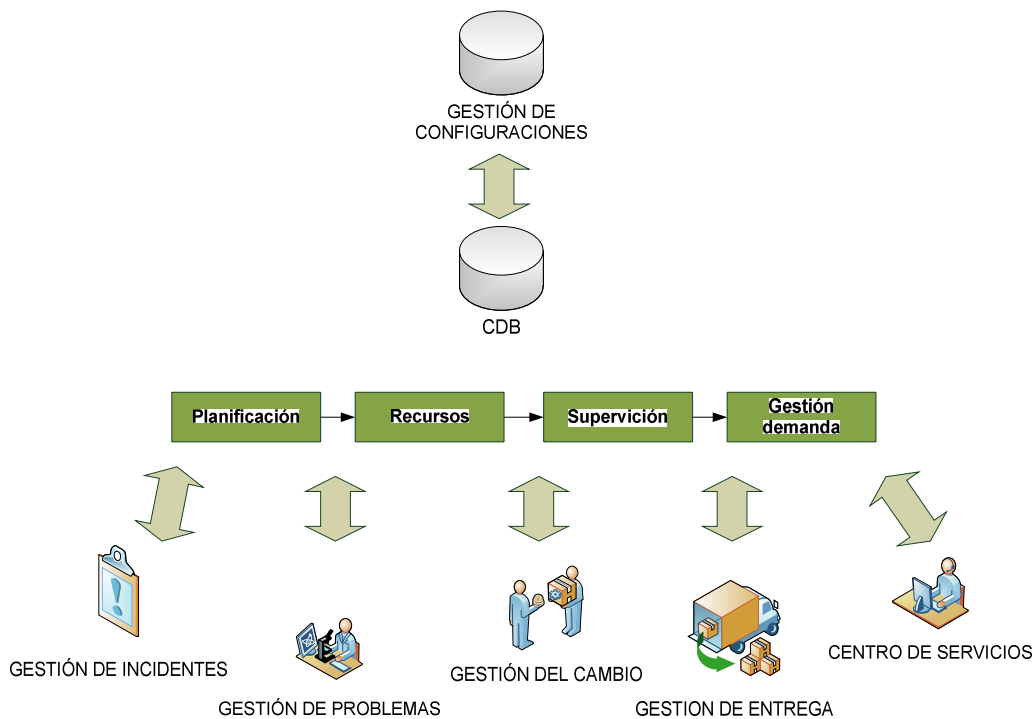 GESTIÓN DE
CONFIGURACIONES
CDB
Planificación
Recursos
Supervición
Gestión
demanda
GESTIÓN DE INCIDENTES
GESTIÓN DE PROBLEMAS
GESTIÓN DEL CAMBIO
GESTION DE ENTREGA
CENTRO DE SERVICIOS